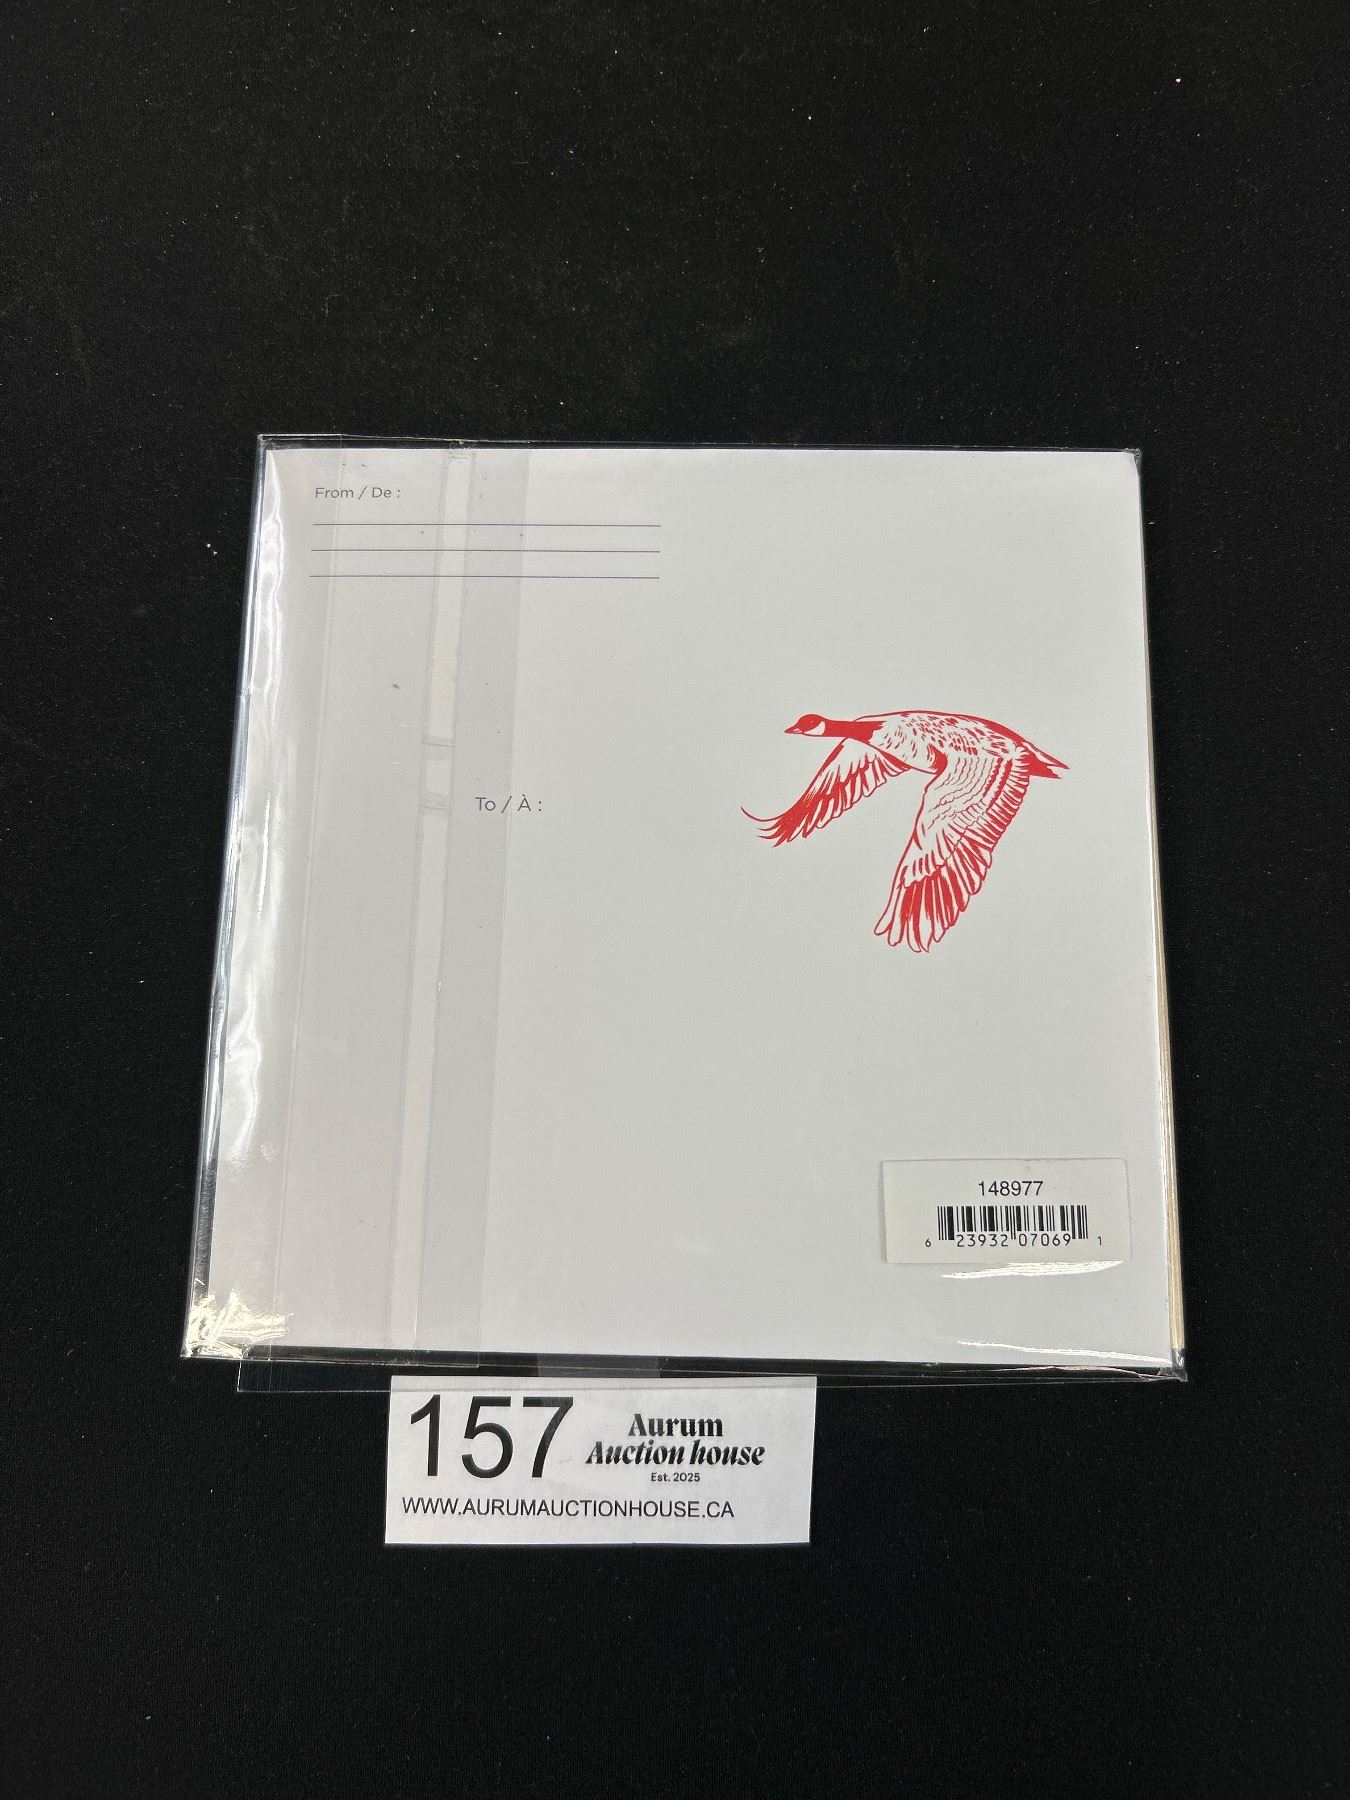 From / De :
To / À :
148977
6 23932 07069 1
157
Aurum
Auction house
Est. 2025
WWW.AURUMAUCTIONHOUSE.CA